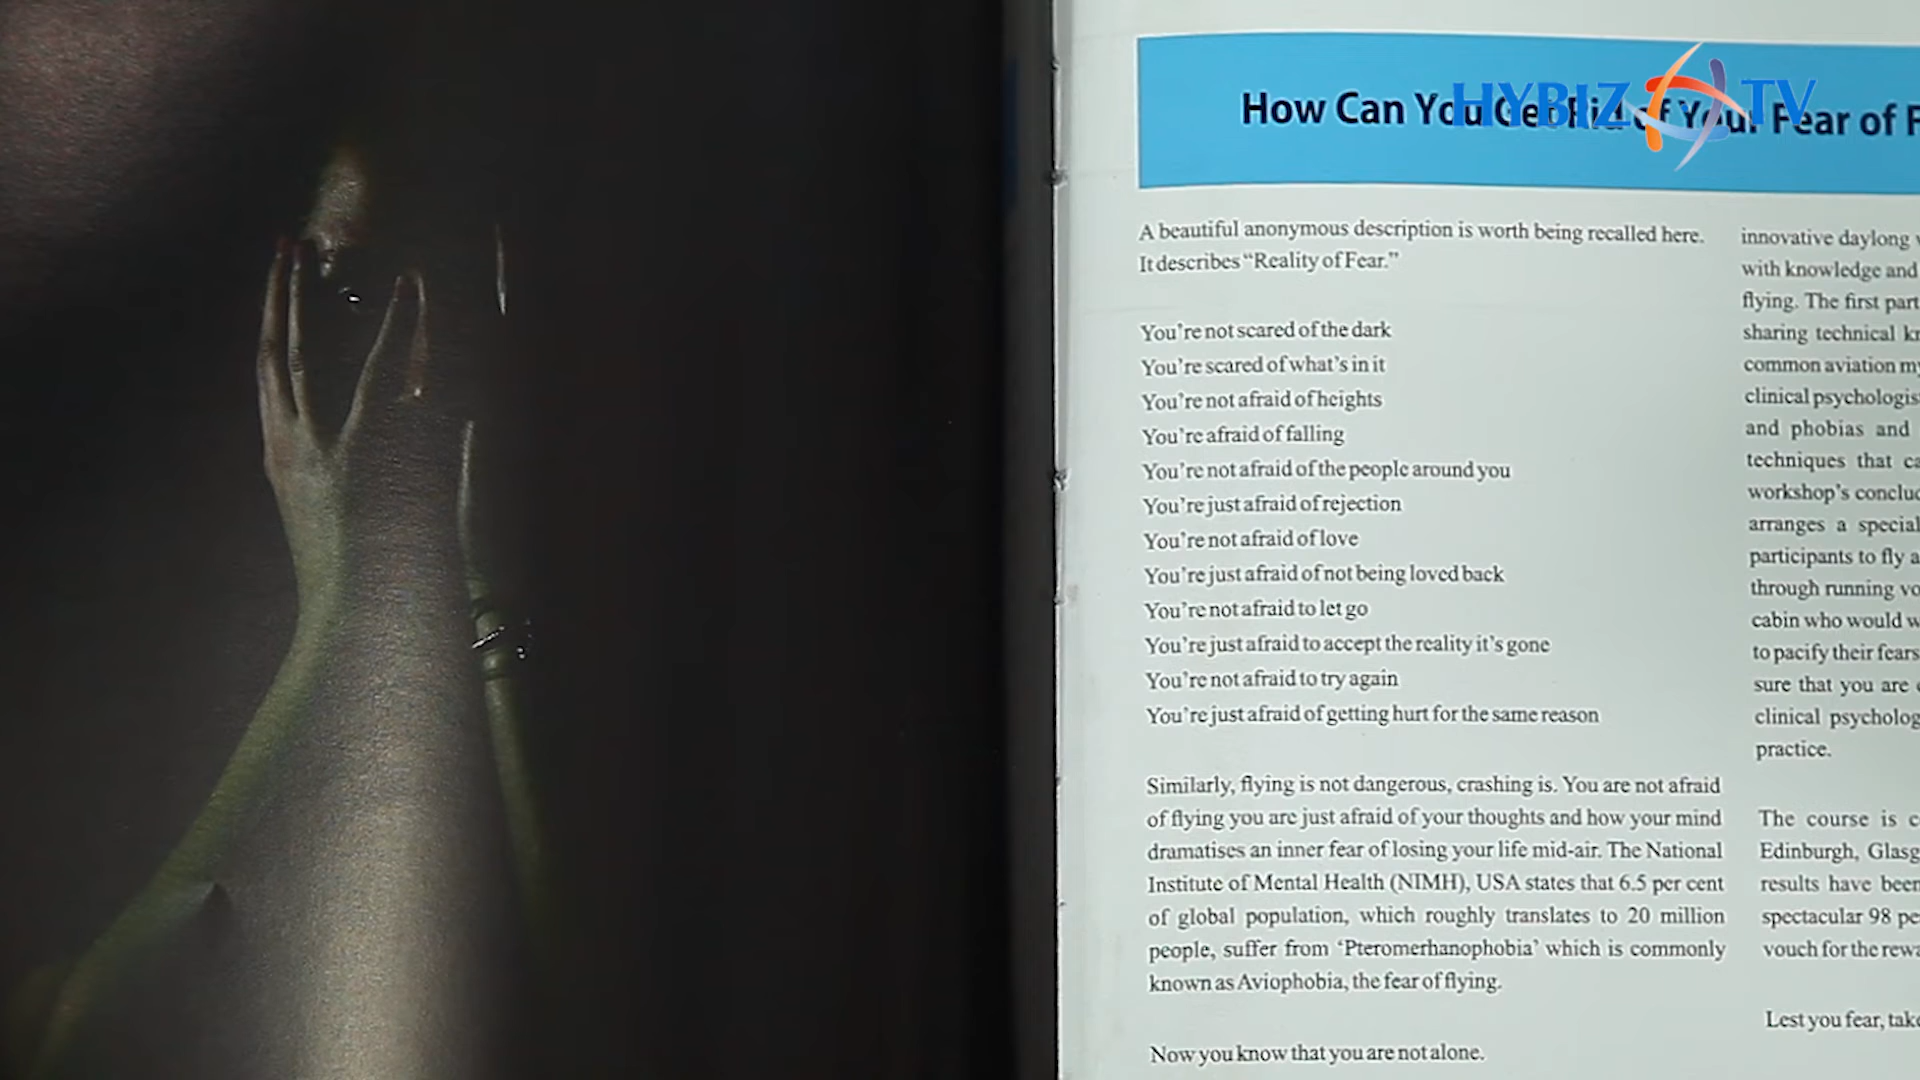 HYBIZ TV
How Can You Get Rid of Your Fear of F
A beautiful anonymous description is worth being recalled here.
It describes “Reality of Fear.”
You’re not scared of the dark
You’re scared of what’s in it
You’re not afraid of heights
You’re afraid of falling
You’re not afraid of the people around you
You’re just afraid of rejection
You’re not afraid of love
You’re just afraid of not being loved back
You’re not afraid to let go
You’re just afraid to accept the reality it’s gone
You’re not afraid to try again
You’re just afraid of getting hurt for the same reason
Similarly, flying is not dangerous, crashing is. You are not afraid
of flying you are just afraid of your thoughts and how your mind
dramatises an inner fear of losing your life mid-air. The National
Institute of Mental Health (NIMH), USA states that 6.5 per cent
of global population, which roughly translates to 20 million
people, suffer from ‘Pteromerhanophobia’ which is commonly
known as Aviophobia, the fear of flying.
Now you know that you are not alone.
innovative daylong
with knowledge and
flying. The first part
sharing technical
common aviation
clinical
and phobias and
techniques that
workshop’s
arranges a special
participants to fly
through running
cabin who would
to pacify their fears
sure that you are
clinical
practice.
The course is
Edinburgh,
results have been
spectacular 98
vouch for the
Lest you fear,